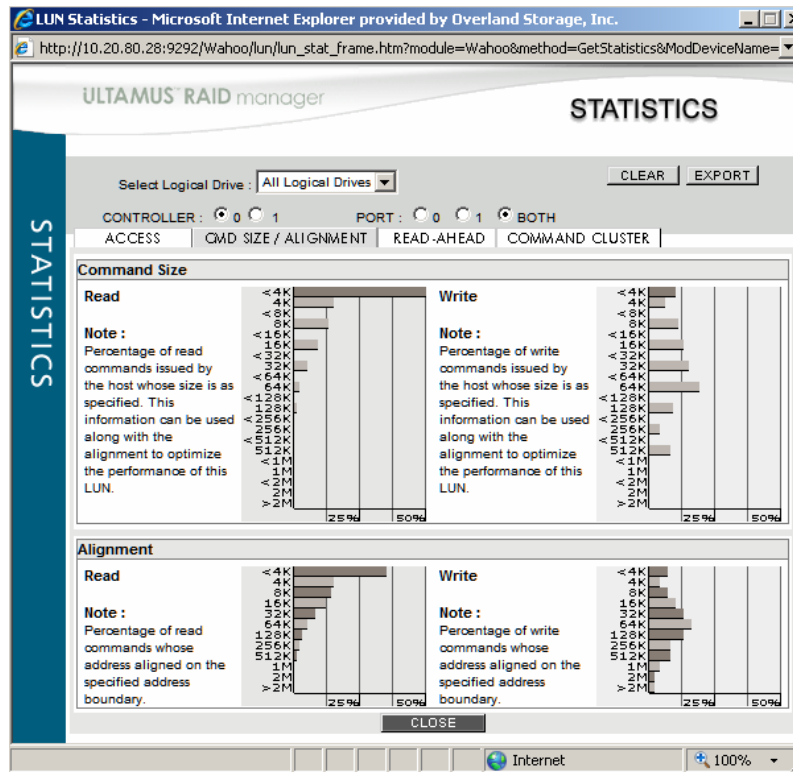 LUN Statistics - Microsoft Internet Explorer provided by Overland Storage, Inc.
http://10.20.80.28:9292/Wahoo/lun/lun_stat_frame.htm?module=Wahoo&method=GetStatistics&ModDeviceName=
ULTAMUS™ RAID manager
STATISTICS
STATISTICS
Select Logical Drive : All Logical Drives
CLEAR EXPORT
CONTROLLER : 0 1 PORT : 0 1 BOTH
ACCESS CMD SIZE / ALIGNMENT READ-AHEAD COMMAND CLUSTER
Command Size
Read
Note :
Percentage of read
commands issued by
the host whose size is as
specified. This
information can be used
along with the
alignment to optimize
the performance of this
LUN.
<4K
4K
<8K
8K
<16K
16K
<32K
32K
<64K
64K
<128K
128K
<256K
256K
<512K
512K
<1M
1M
<2M
2M
>2M
25% 50%
Write
Note :
Percentage of write
commands issued by
the host whose size is as
specified. This
information can be used
along with the
alignment to optimize
the performance of this
LUN.
<4K
4K
<8K
8K
<16K
16K
<32K
32K
<64K
64K
<128K
128K
<256K
256K
<512K
512K
<1M
1M
<2M
2M
>2M
25% 50%
Alignment
Read
Note :
Percentage of read
commands whose
address aligned on the
specified address
boundary.
<4K
4K
8K
16K
32K
64K
128K
256K
512K
1M
2M
>2M
25% 50%
Write
Note :
Percentage of write
commands whose
address aligned on the
specified address
boundary.
<4K
4K
8K
16K
32K
64K
128K
256K
512K
1M
2M
>2M
25% 50%
CLOSE
Internet 100%